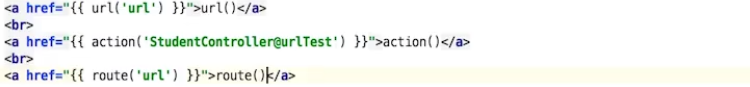 <a href="{{ url('url') }}">url()</a>
<br>
<a href="{{ action('StudentController@urlTest') }}">action()</a>
<br>
<a href="{{ route('url') }}">route()</a>